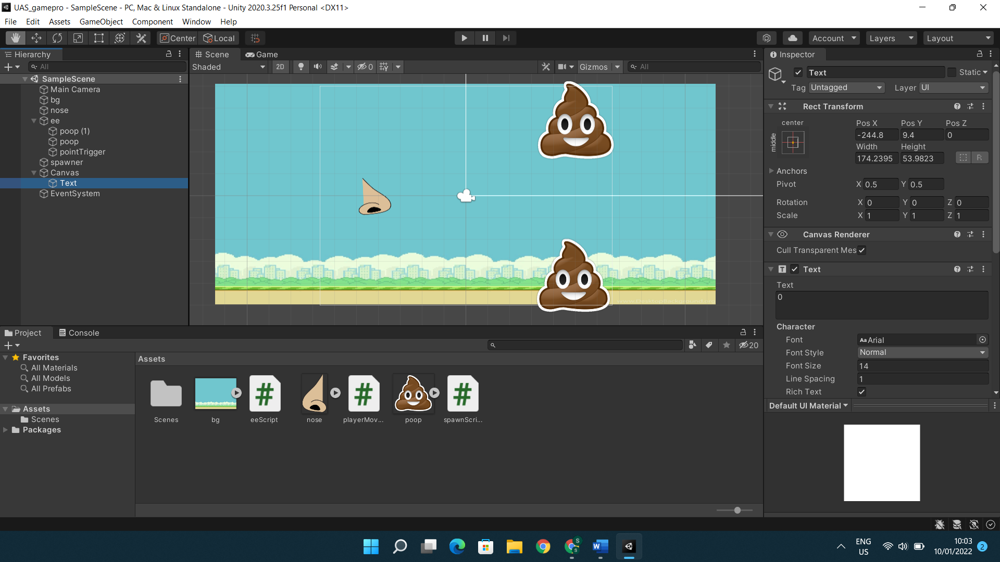 UAS_gamepro - SampleScene - PC, Mac & Linux Standalone - Unity 2020.3.25f1 Personal <DX11>
File Edit Assets GameObject Component Window Help
Center Local Account Layers Layout
Hierarchy
All
SampleScene
Main Camera
bg
nose
ee
poop (1)
poop
pointTrigger
spawner
Canvas
Text
EventSystem
Scene Game
Shaded 2D 0 Gizmos All
Inspector
Text Static
Tag Untagged Layer UI
Rect Transform
center
middle
Pos X Pos Y Pos Z
-244.8 9.4 0
Width Height
174.2395 53.9823 R
Anchors
Pivot X 0.5 Y 0.5
Rotation X 0 Y 0 Z 0
Scale X 1 Y 1 Z 1
Canvas Renderer
Cull Transparent Mes
Text
Text
0
Character
Font Arial
Font Style Normal
Font Size 14
Line Spacing 1
Rich Text
Default UI Material
Project Console
20
Favorites
All Materials
All Models
All Prefabs
Assets
Scenes
Packages
Assets
Scenes bg eeScript nose playerMov... poop spawnScri...
ENG
US
10:03
10/01/2022
2